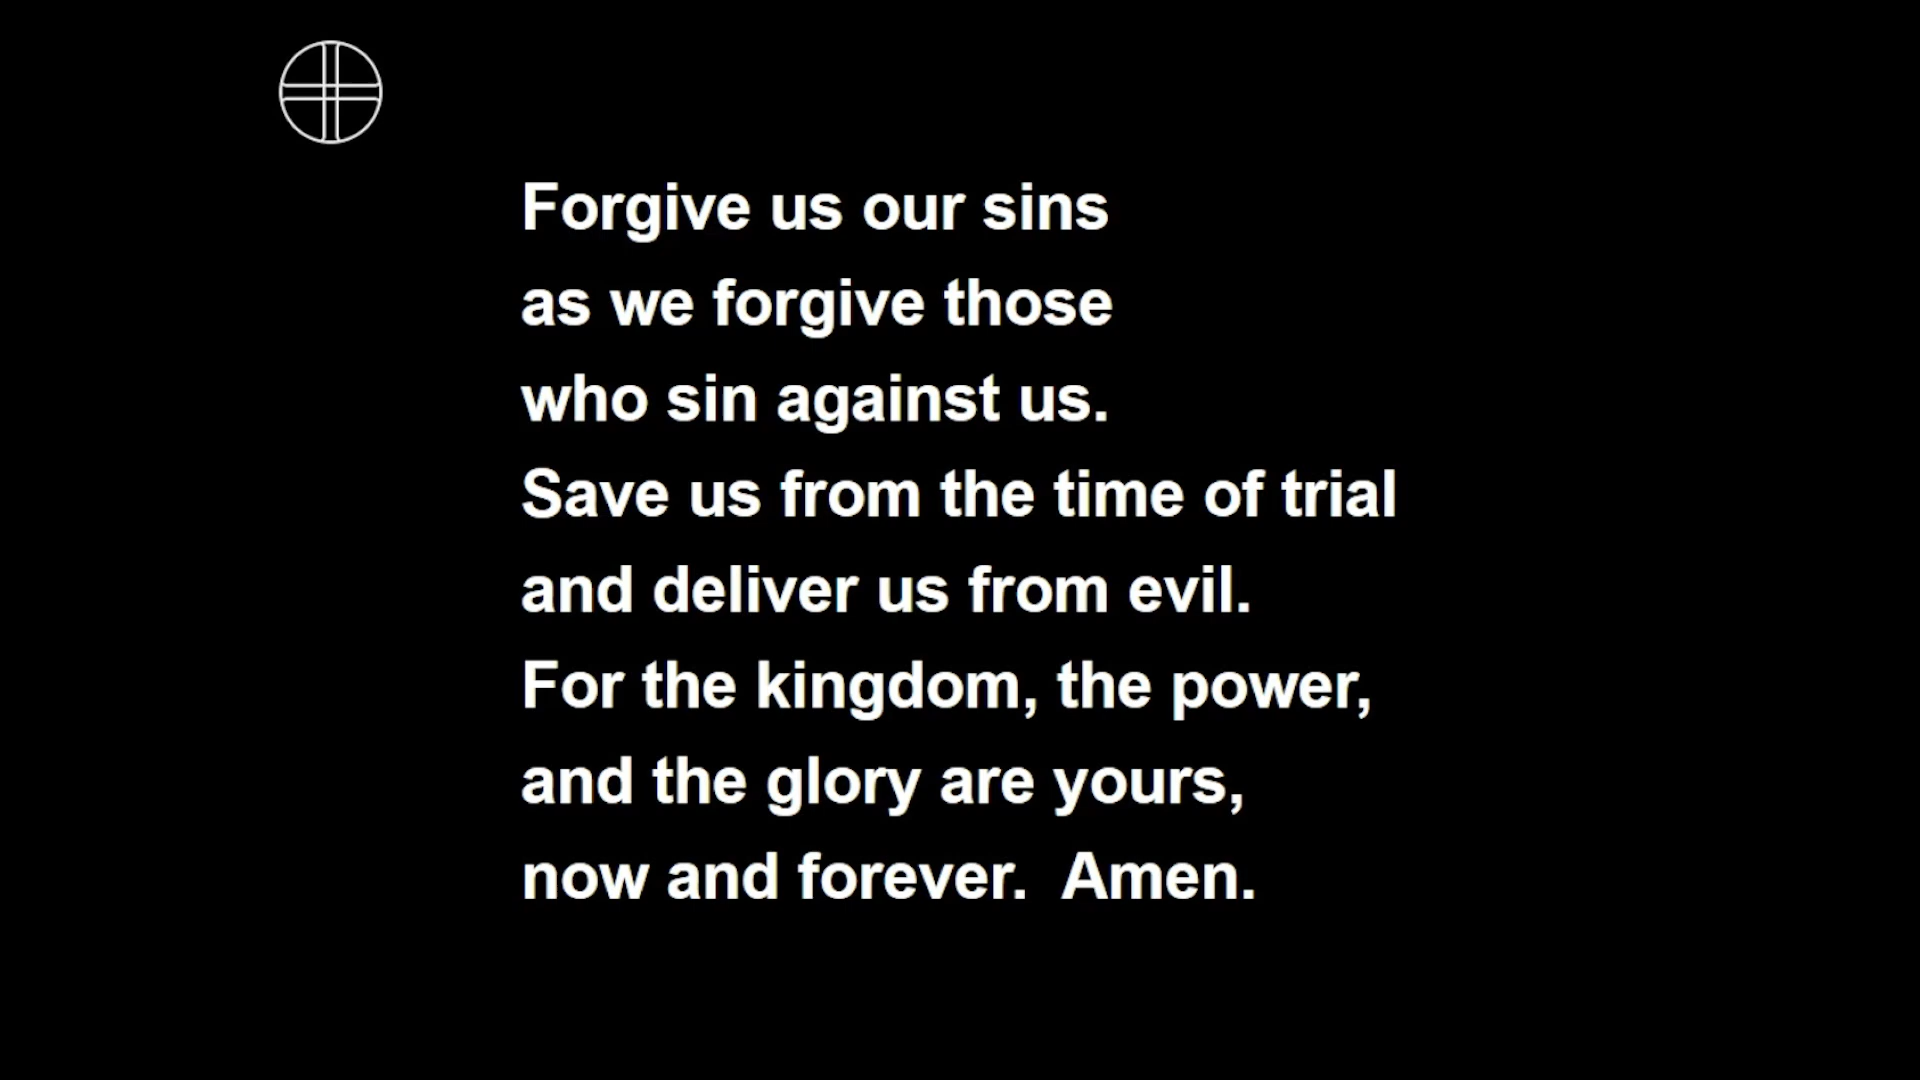 Forgive us our sins
as we forgive those
who sin against us.
Save us from the time of trial
and deliver us from evil.
For the kingdom, the power,
and the glory are yours,
now and forever.  Amen.